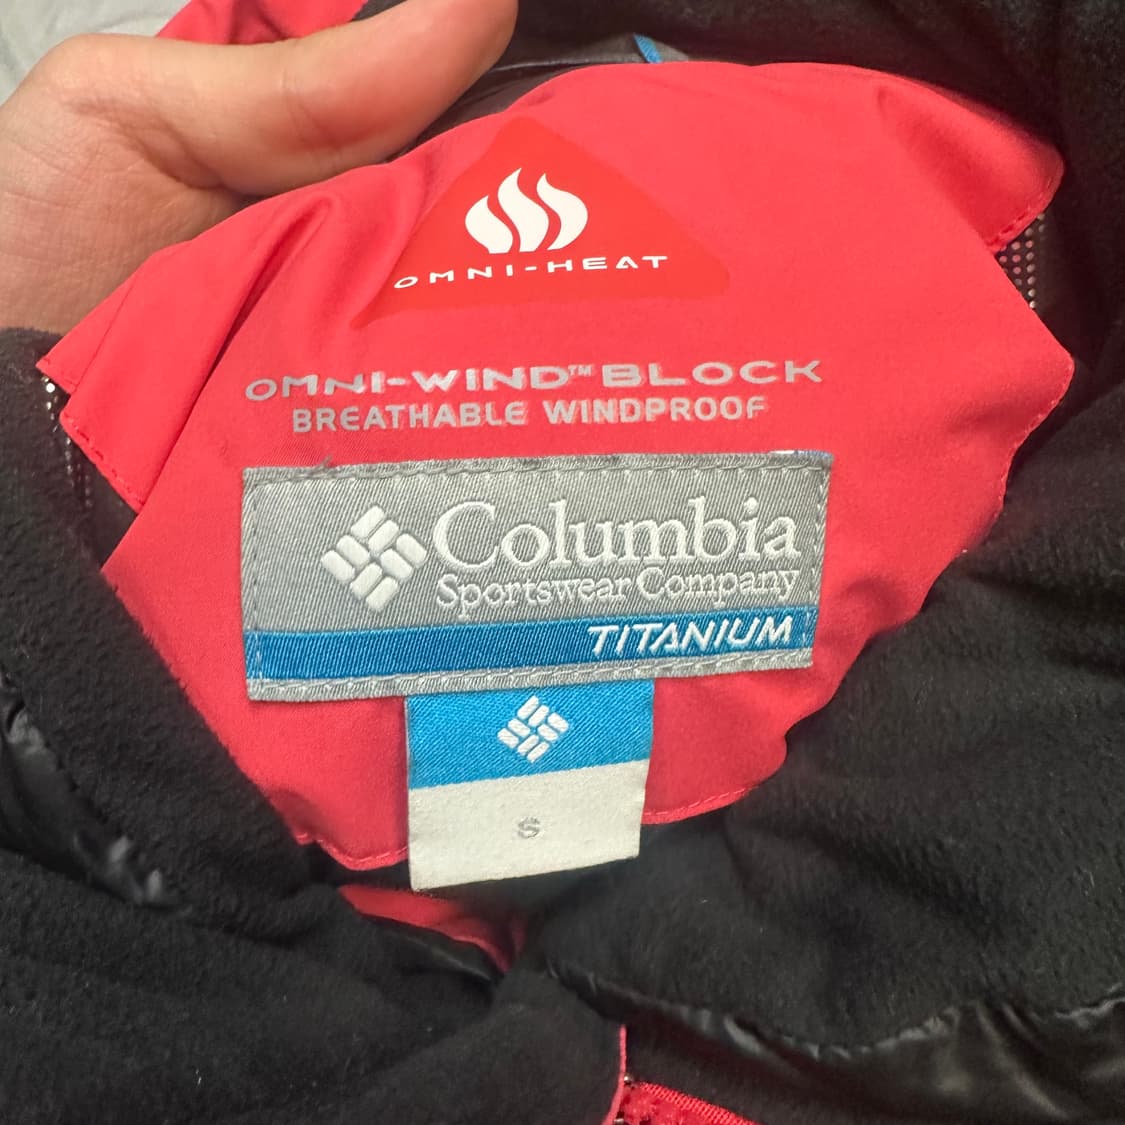 OMNI-HEAT
OMNI-WIND™ BLOCK
BREATHABLE WINDPROOF
Columbia
Sportswear Company
TITANIUM
S